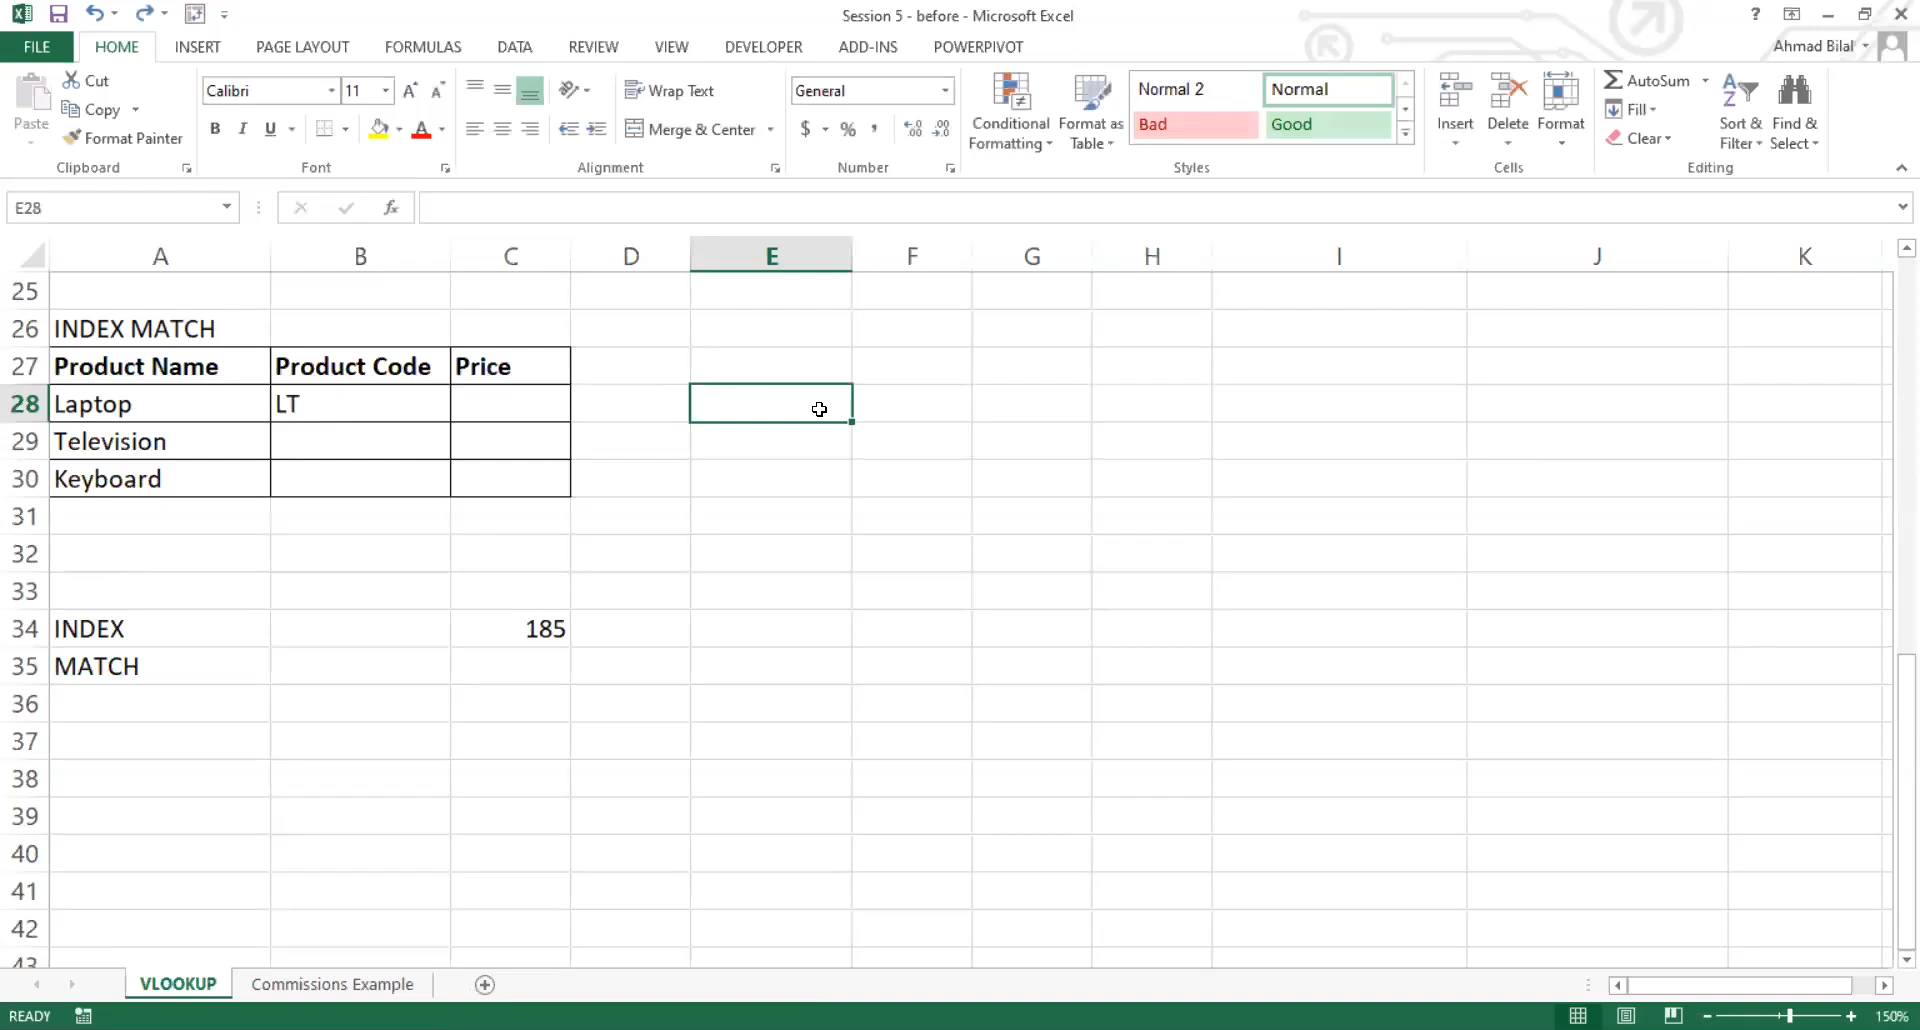 Session 5 - before - Microsoft Excel
?
FILE HOME INSERT PAGE LAYOUT FORMULAS DATA REVIEW VIEW DEVELOPER ADD-INS POWERPIVOT Ahmad Bilal
Paste
Cut
Copy
Format Painter
Clipboard
Calibri 11
B I U
Font
Wrap Text
Merge & Center
Alignment
General
$ % ,
Number
Conditional Formatting
Format as Table
Normal 2 Normal
Bad Good
Styles
Insert Delete Format
Cells
AutoSum
Fill
Clear
Sort & Filter
Find & Select
Editing
E28 fx
A B C D E F G H I J K
25
26 INDEX MATCH
27 Product Name Product Code Price
28 Laptop LT
29 Television
30 Keyboard
31
32
33
34 INDEX 185
35 MATCH
36
37
38
39
40
41
42
43
VLOOKUP Commissions Example
READY 150%